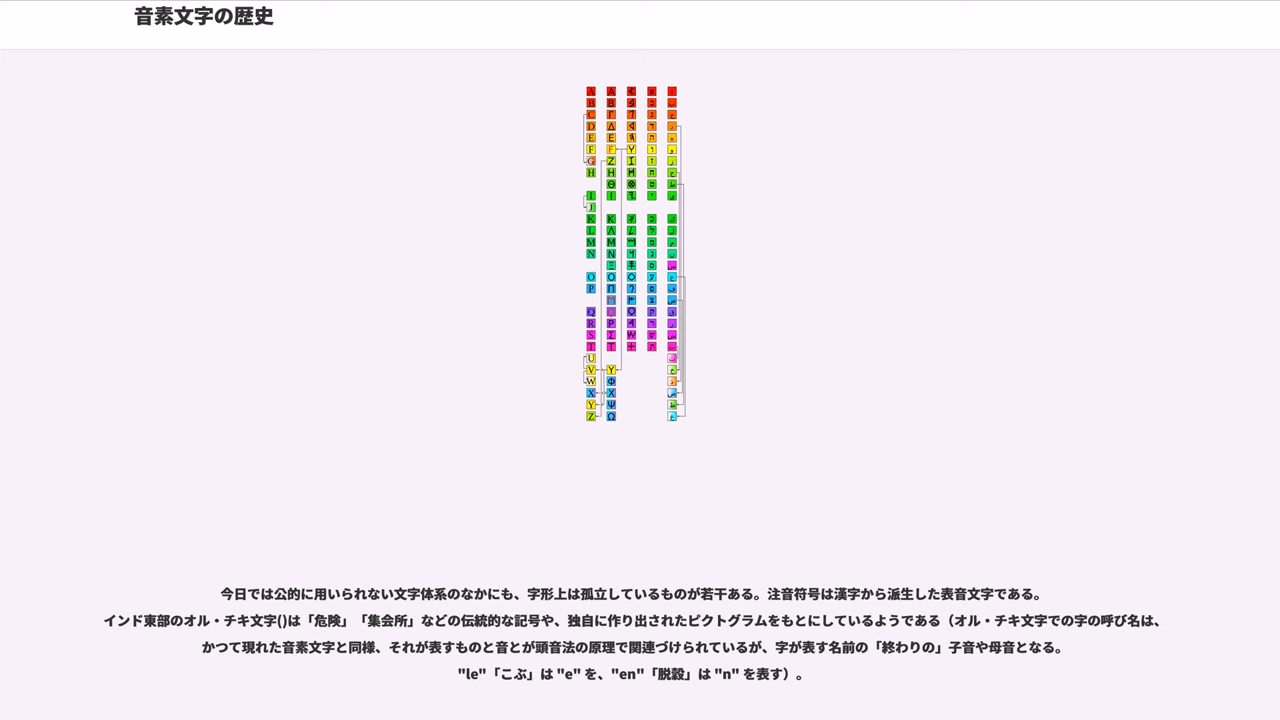 音素文字の歴史
A A
B B
C Γ
D Δ
E E
F F
G Z
H H
Θ
I I
J
K K
L Λ
M M
N N
Ξ
O O
P Π
Q
R P
S Σ
T T
U
V Y
W Φ
X X
Y Ψ
Z Ω
今日では公的に用いられない文字体系のなかにも、字形上は孤立しているものが若干ある。注音符号は漢字から派生した表音文字である。
インド東部のオル・チキ文字()は「危険」「集会所」などの伝統的な記号や、独自に作り出されたピクトグラムをもとにしているようである（オル・チキ文字での字の呼び名は、
かつて現れた音素文字と同様、それが表すものと音とが頭音法の原理で関連づけられているが、字が表す名前の「終わりの」子音や母音となる。
"le"「こぶ」は "e" を、"en"「脱穀」は "n" を表す）。